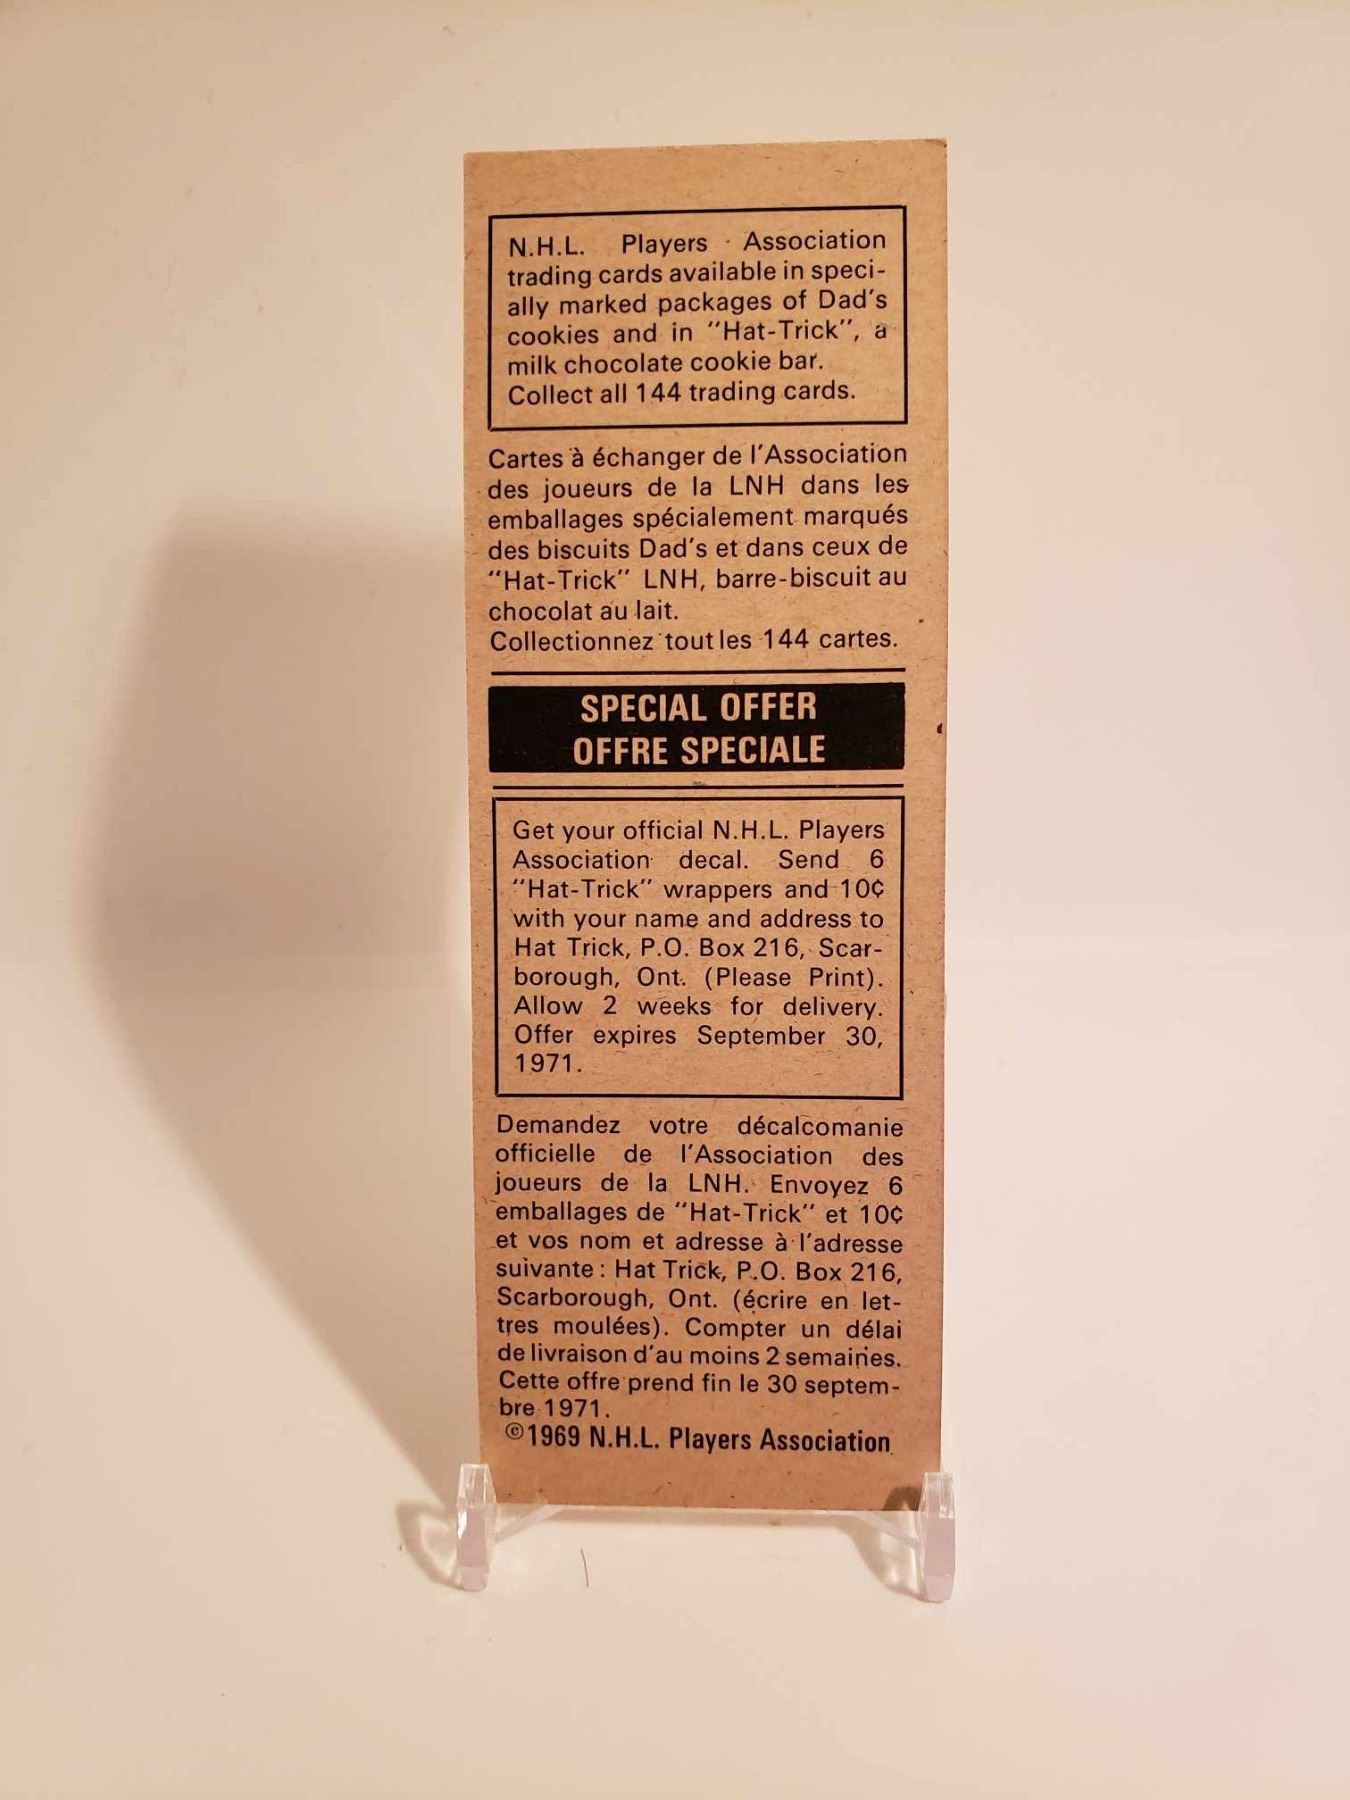 N.H.L. Players Association
trading cards available in speci-
ally marked packages of Dad's
cookies and in "Hat-Trick", a
milk chocolate cookie bar.
Collect all 144 trading cards.
Cartes à échanger de l'Association
des joueurs de la LNH dans les
emballages spécialement marqués
des biscuits Dad's et dans ceux de
"Hat-Trick" LNH, barre-biscuit au
chocolat au lait.
Collectionnez tout les 144 cartes.
SPECIAL OFFER
OFFRE SPECIALE
Get your official N.H.L. Players
Association decal. Send 6
"Hat-Trick" wrappers and 10¢
with your name and address to
Hat Trick, P.O. Box 216, Scar-
borough, Ont. (Please Print).
Allow 2 weeks for delivery.
Offer expires September 30,
1971.
Demandez votre décalcomanie
officielle de l'Association des
joueurs de la LNH. Envoyez 6
emballages de "Hat-Trick" et 10¢
et vos nom et adresse à l'adresse
suivante : Hat Trick, P.O. Box 216,
Scarborough, Ont. (écrire en let-
tres moulées). Compter un délai
de livraison d'au moins 2 semaines.
Cette offre prend fin le 30 septem-
bre 1971.
©1969 N.H.L. Players Association